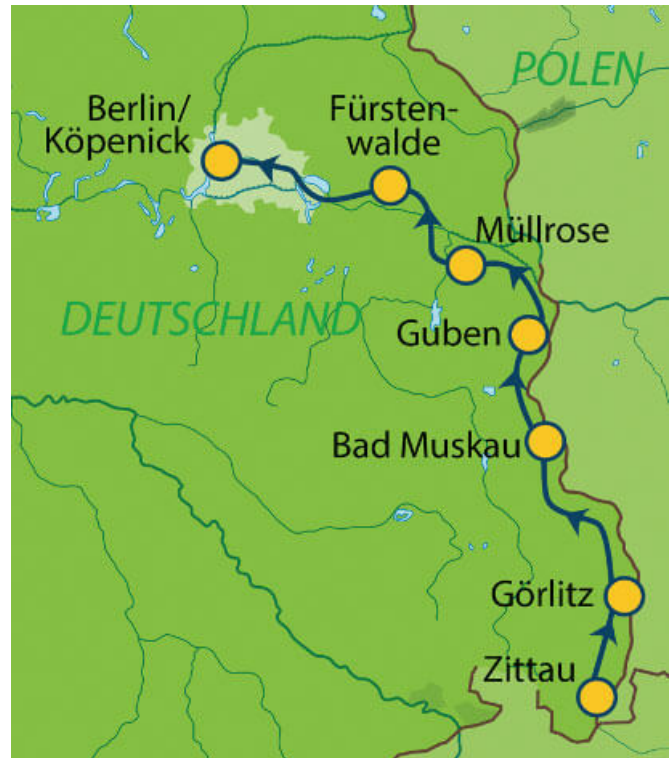 POLEN
Berlin/
Köpenick
Fürsten-
walde
Müllrose
DEUTSCHLAND
Guben
Bad Muskau
Görlitz
Zittau